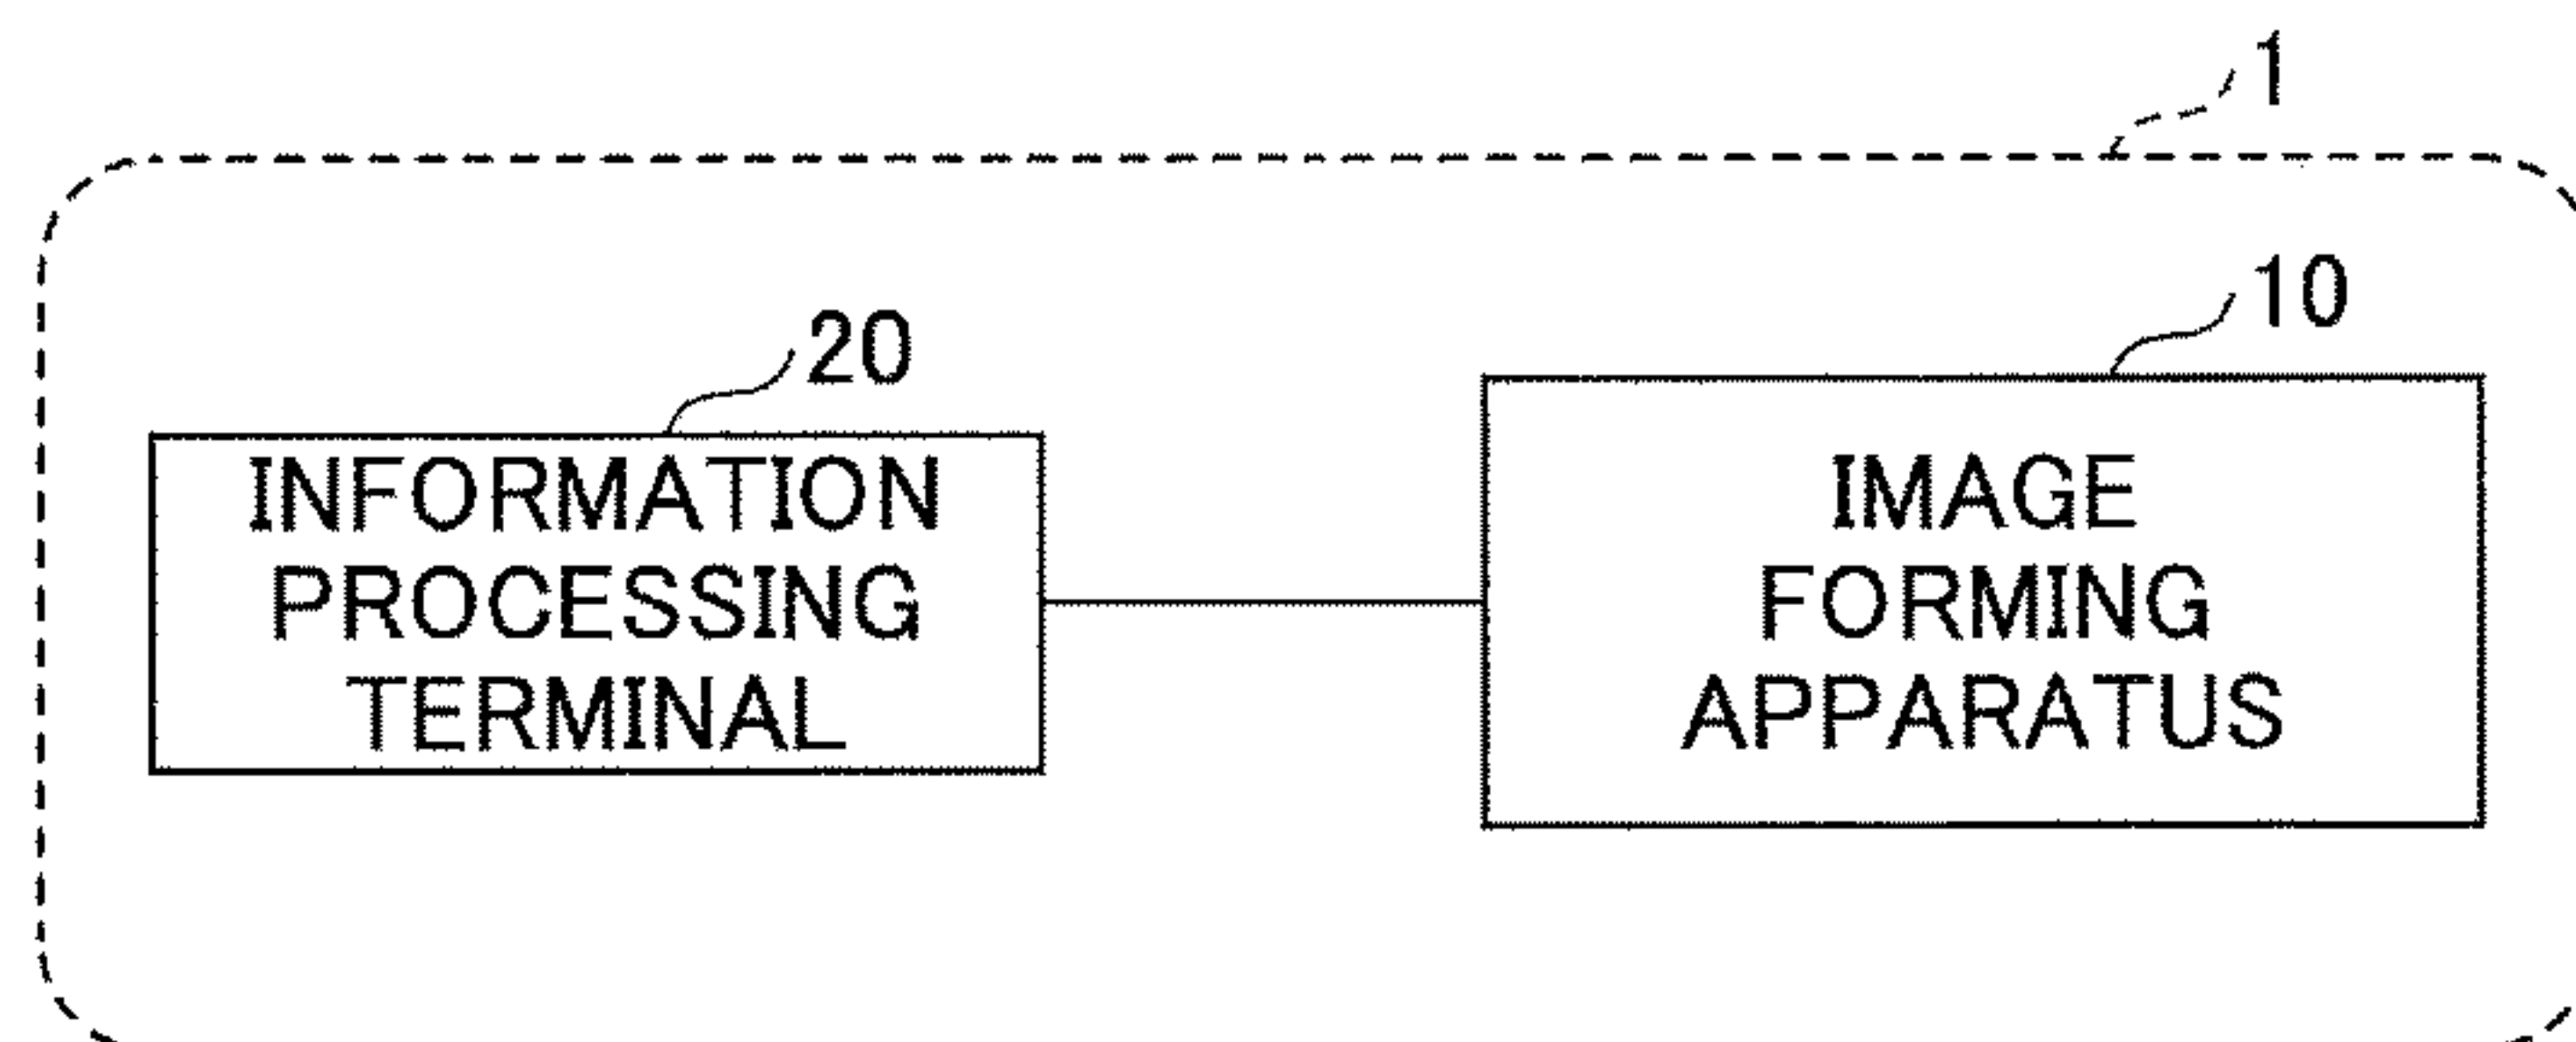 1
10
20
INFORMATION
PROCESSING
TERMINAL
IMAGE
FORMING
APPARATUS